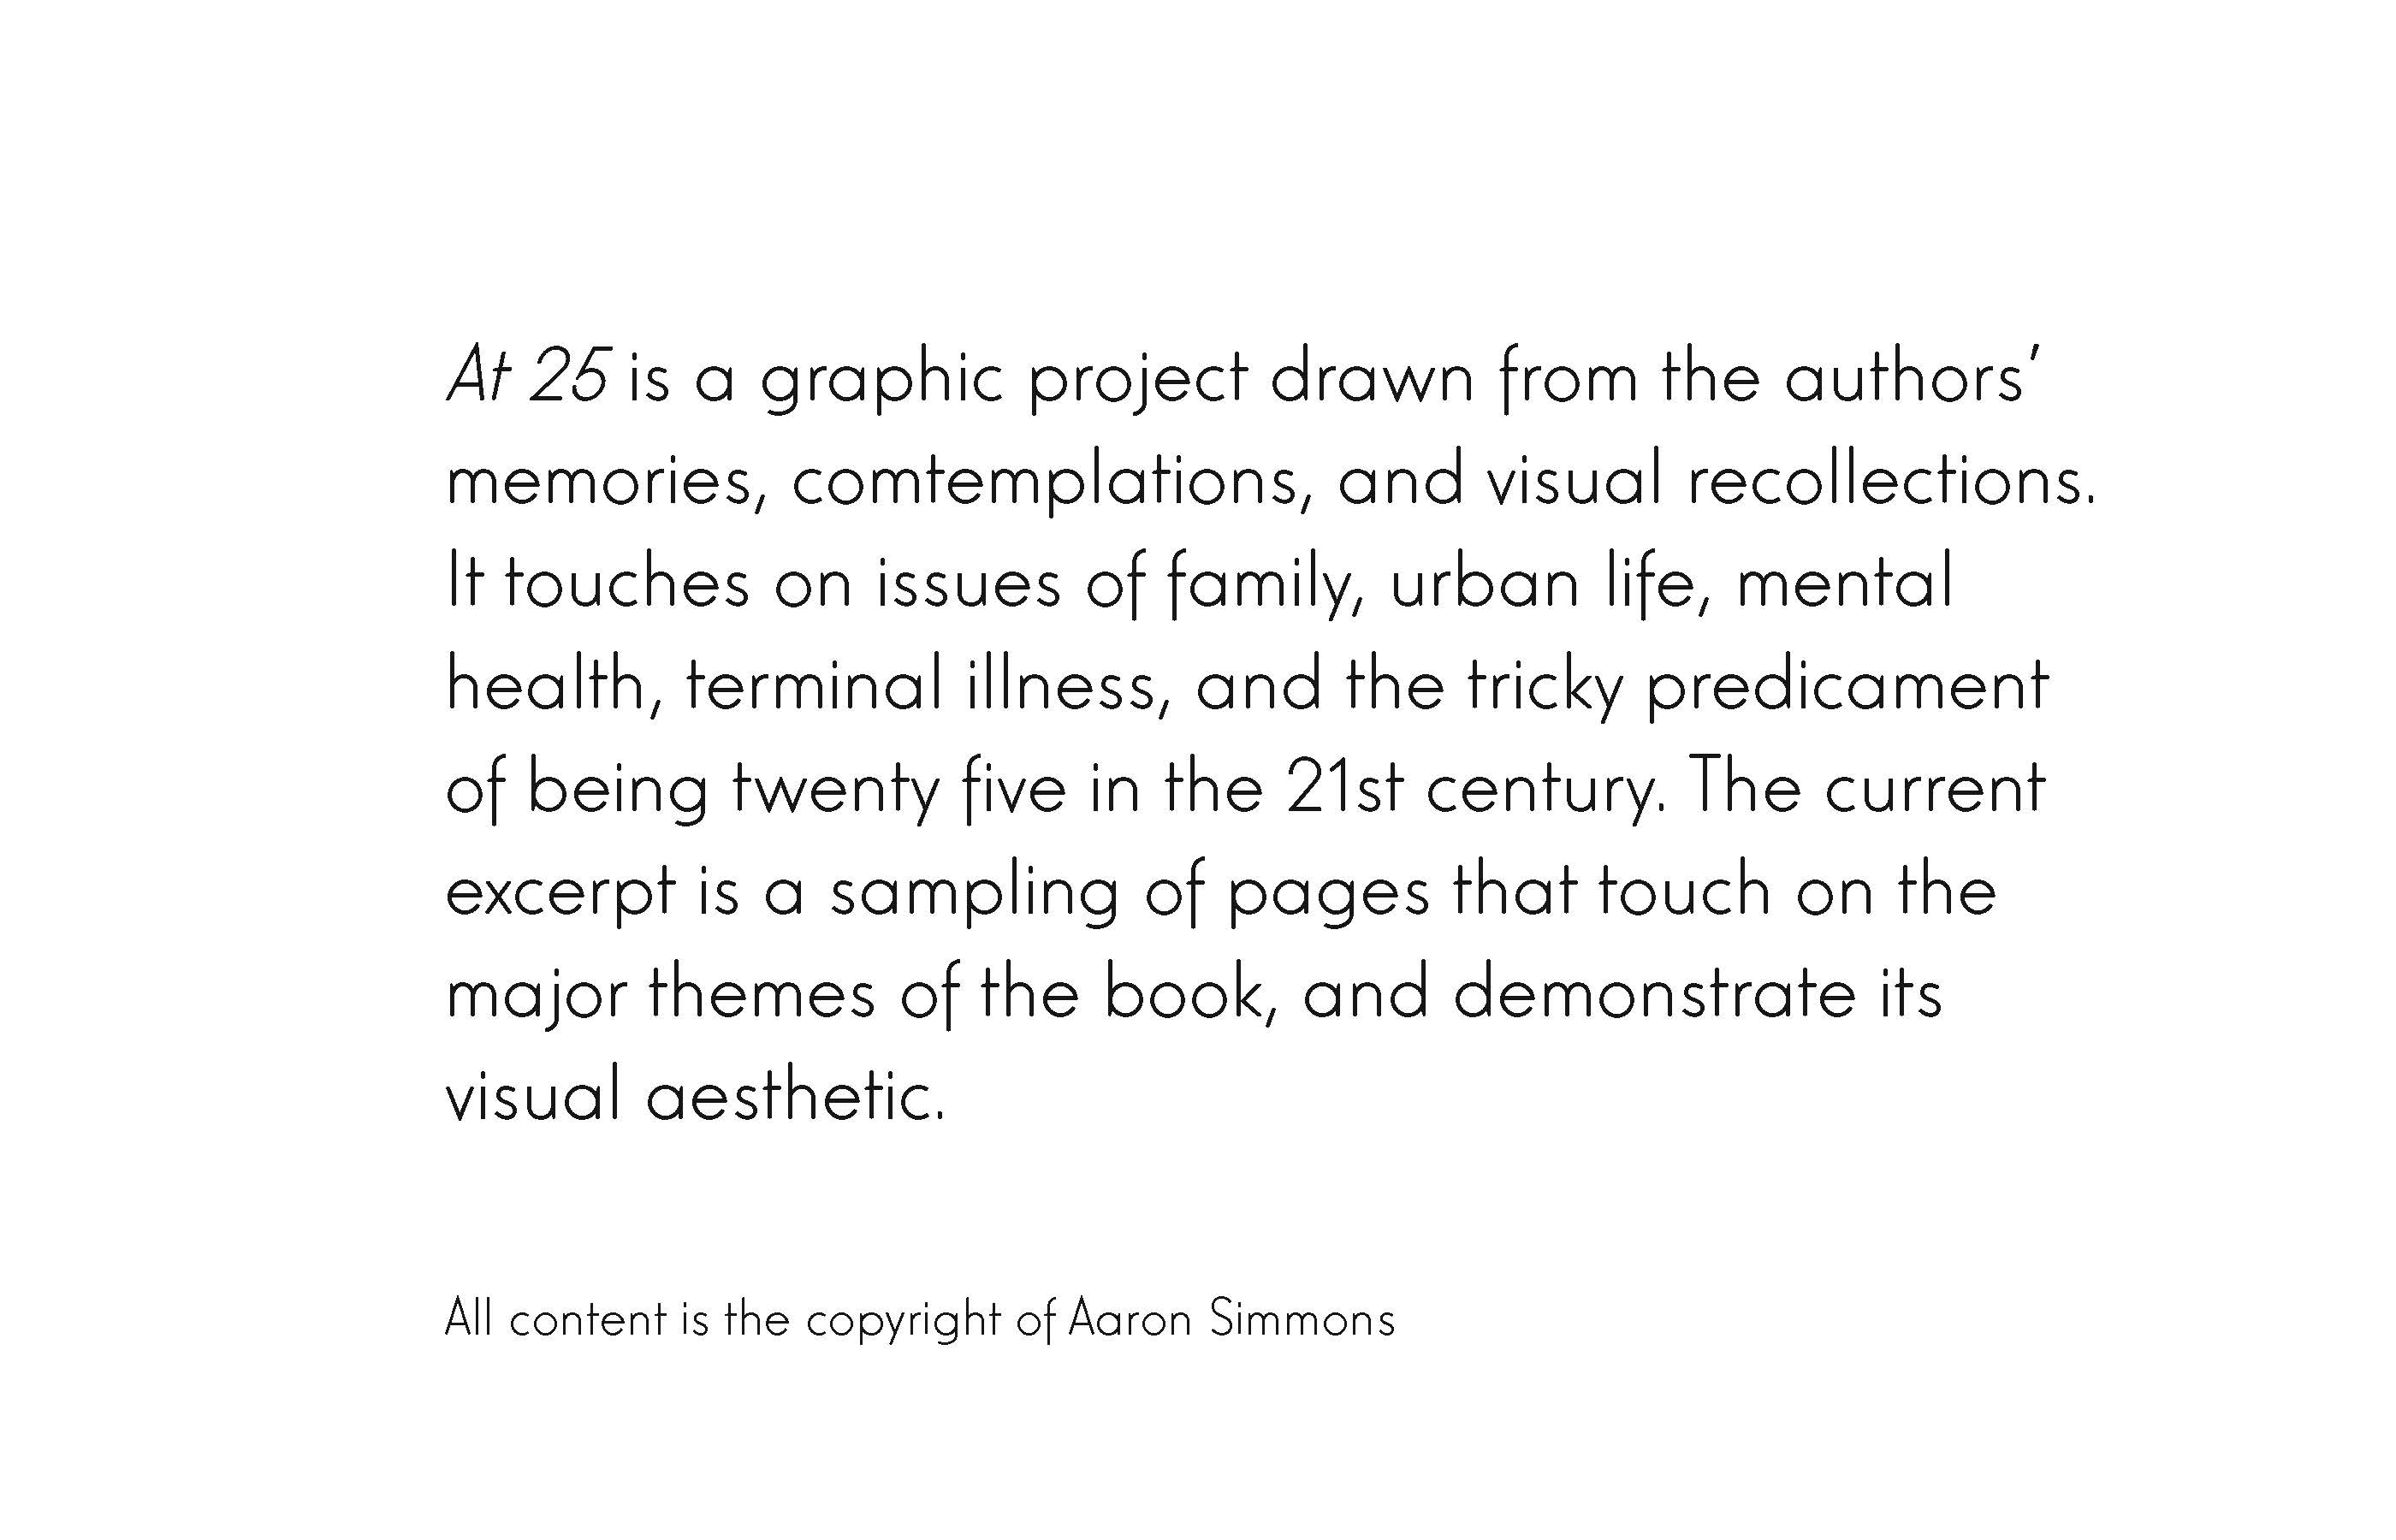 At 25 is a graphic project drawn from the authors’
memories, comtemplations, and visual recollections.
It touches on issues of family, urban life, mental
health, terminal illness, and the tricky predicament
of being twenty five in the 21st century. The current
excerpt is a sampling of pages that touch on the
major themes of the book, and demonstrate its
visual aesthetic.
All content is the copyright of Aaron Simmons